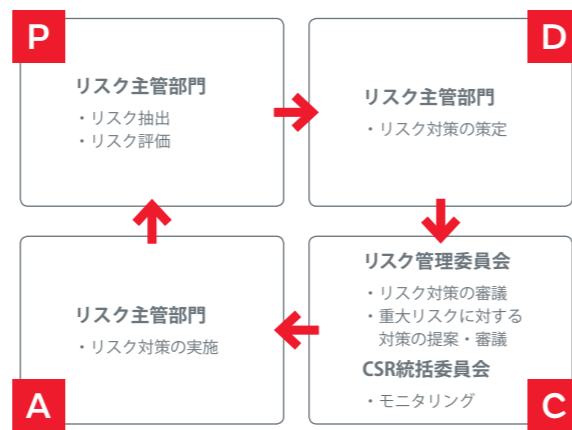 P
リスク主管部門
・リスク抽出
・リスク評価
D
リスク主管部門
・リスク対策の策定
リスク管理委員会
・リスク対策の審議
・重大リスクに対する
対策の提案・審議
CSR統括委員会
・モニタリング
C
リスク主管部門
・リスク対策の実施
A